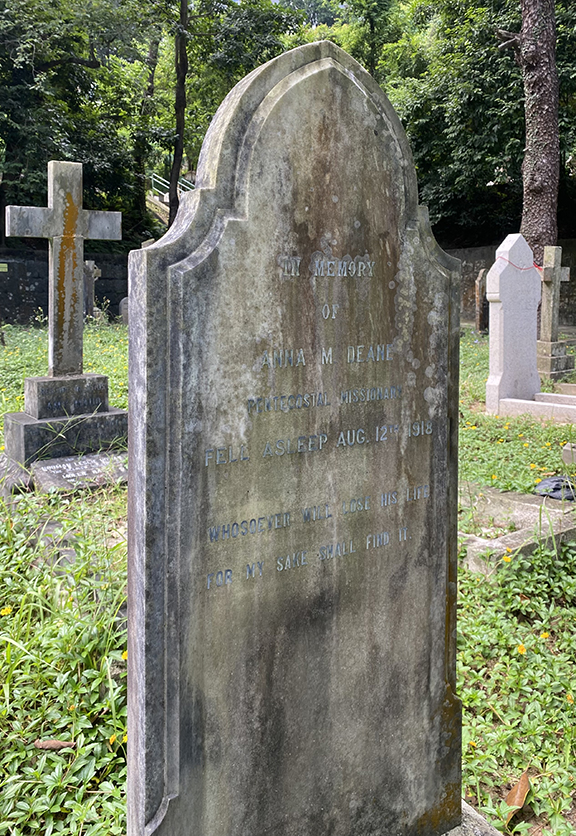 IN MEMORY
OF
ANNA M. DEANE
PENTECOSTAL MISSIONARY
FELL ASLEEP AUG. 12TH 1918
WHOSOEVER WILL LOSE HIS LIFE
FOR MY SAKE SHALL FIND IT.